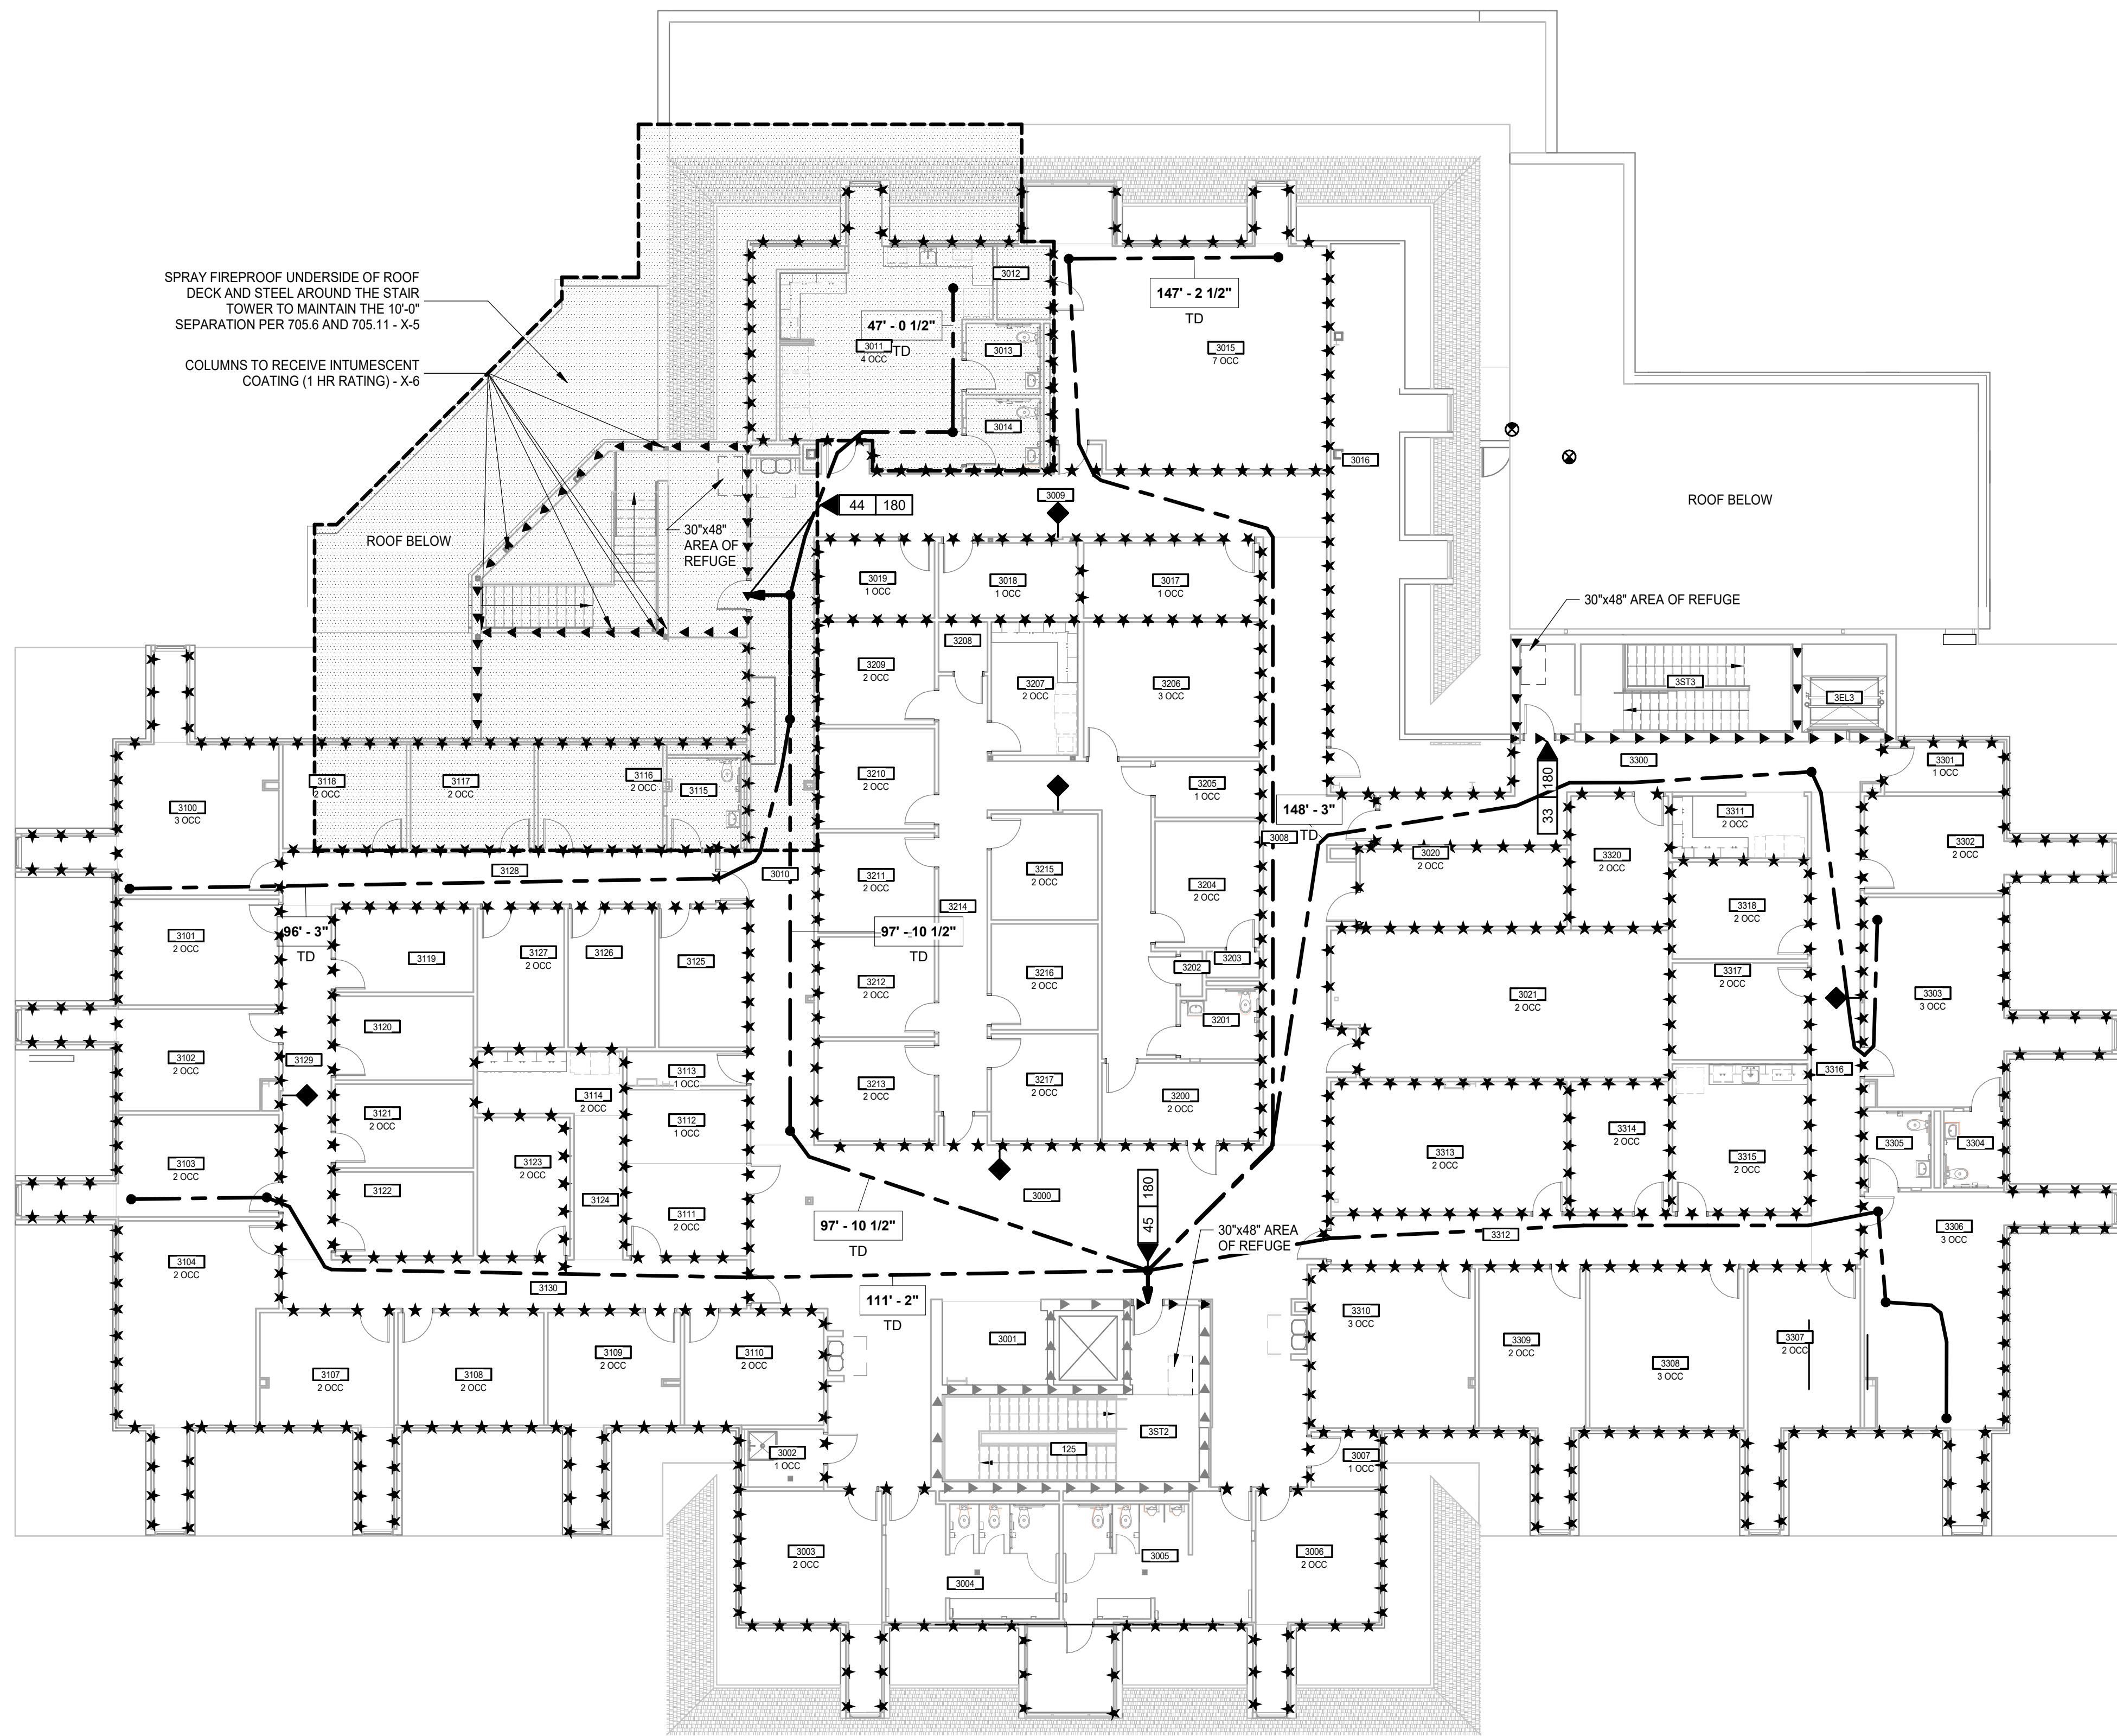 SPRAY FIREPROOF UNDERSIDE OF ROOF
DECK AND STEEL AROUND THE STAIR
TOWER TO MAINTAIN THE 10'-0"
SEPARATION PER 705.6 AND 705.11 - X-5
COLUMNS TO RECEIVE INTUMESCENT
COATING (1 HR RATING) - X-6
3012
147' - 2 1/2"
TD
47' - 0 1/2"
TD
3011
4 OCC
3013
3015
7 OCC
3014
3016
3009
44 180
ROOF BELOW
ROOF BELOW
30"x48"
AREA OF
REFUGE
3019
1 OCC
3018
1 OCC
3017
1 OCC
30"x48" AREA OF REFUGE
3208
3209
2 OCC
3207
2 OCC
3206
3 OCC
3ST3
3EL3
3300
3301
1 OCC
3118
2 OCC
3117
2 OCC
3116
2 OCC
3115
3210
2 OCC
3205
1 OCC
33 180
3100
3 OCC
148' - 3"
TD
3311
2 OCC
3008
3020
2 OCC
3320
2 OCC
3302
2 OCC
3128
3010
3211
2 OCC
3215
2 OCC
3204
2 OCC
3214
3318
2 OCC
3101
2 OCC
96' - 3"
TD
97' - 10 1/2"
TD
3119
3127
2 OCC
3126
3125
3202
3203
3317
2 OCC
3212
2 OCC
3216
2 OCC
3021
2 OCC
3303
3 OCC
3120
3201
3102
2 OCC
3129
3113
1 OCC
3316
3213
2 OCC
3217
2 OCC
3200
2 OCC
3114
2 OCC
3121
2 OCC
3112
1 OCC
3314
2 OCC
3305
3304
3103
2 OCC
3123
2 OCC
3313
2 OCC
3315
2 OCC
3122
3124
3111
2 OCC
3000
45 180
97' - 10 1/2"
TD
30"x48" AREA
OF REFUGE
3312
3306
3 OCC
3104
2 OCC
3130
111' - 2"
TD
3001
3310
3 OCC
3309
2 OCC
3308
3 OCC
3307
2 OCC
3107
2 OCC
3108
2 OCC
3109
2 OCC
3110
2 OCC
3ST2
125
3002
1 OCC
3007
1 OCC
3003
2 OCC
3004
3005
3006
2 OCC